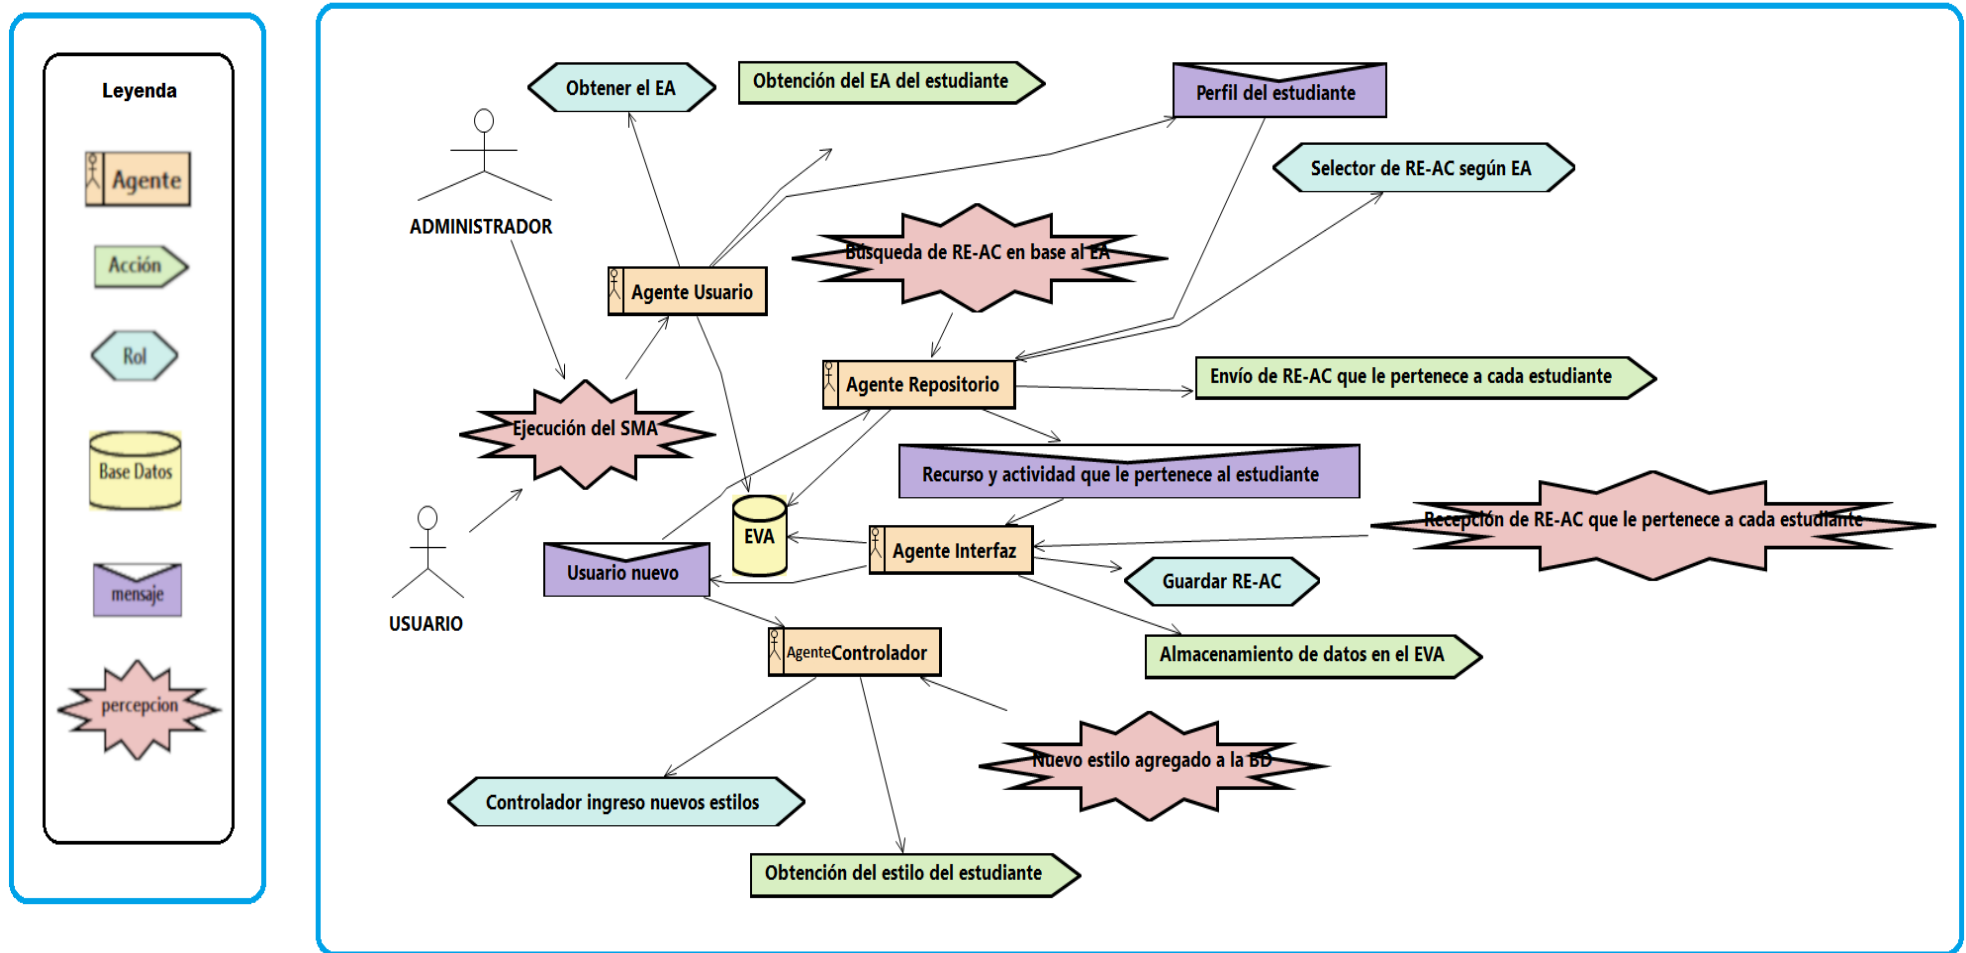 Leyenda
Agente
Acción
Rol
Base Datos
mensaje
percepcion
Obtener el EA
Obtención del EA del estudiante
Perfil del estudiante
Selector de RE-AC según EA
ADMINISTRADOR
Búsqueda de RE-AC en base al EA
Agente Usuario
Agente Repositorio
Envío de RE-AC que le pertenece a cada estudiante
Ejecución del SMA
Recurso y actividad que le pertenece al estudiante
Recepción de RE-AC que le pertenece a cada estudiante
EVA
Agente Interfaz
Usuario nuevo
Guardar RE-AC
USUARIO
AgenteControlador
Almacenamiento de datos en el EVA
Nuevo estilo agregado a la BD
Controlador ingreso nuevos estilos
Obtención del estilo del estudiante